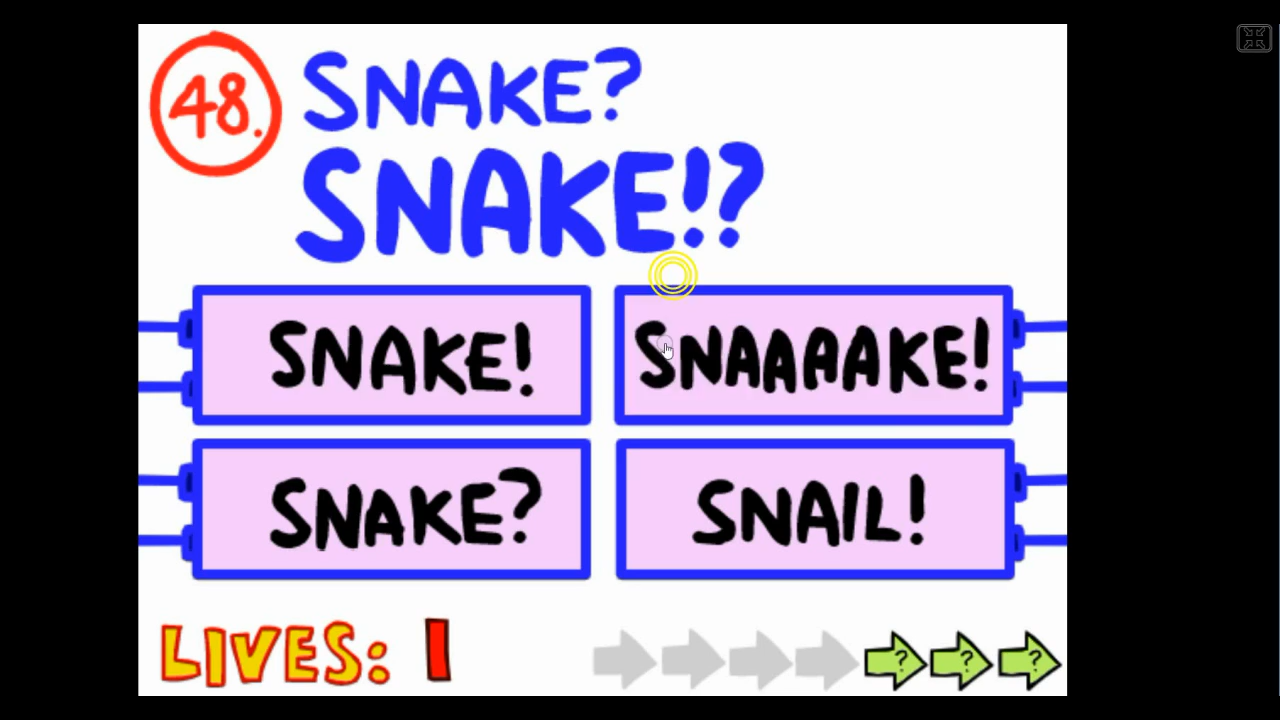 48.
SNAKE?
SNAKE!?
SNAKE!
SNAAAAKE!
SNAKE?
SNAIL!
LIVES: 1
? ? ?